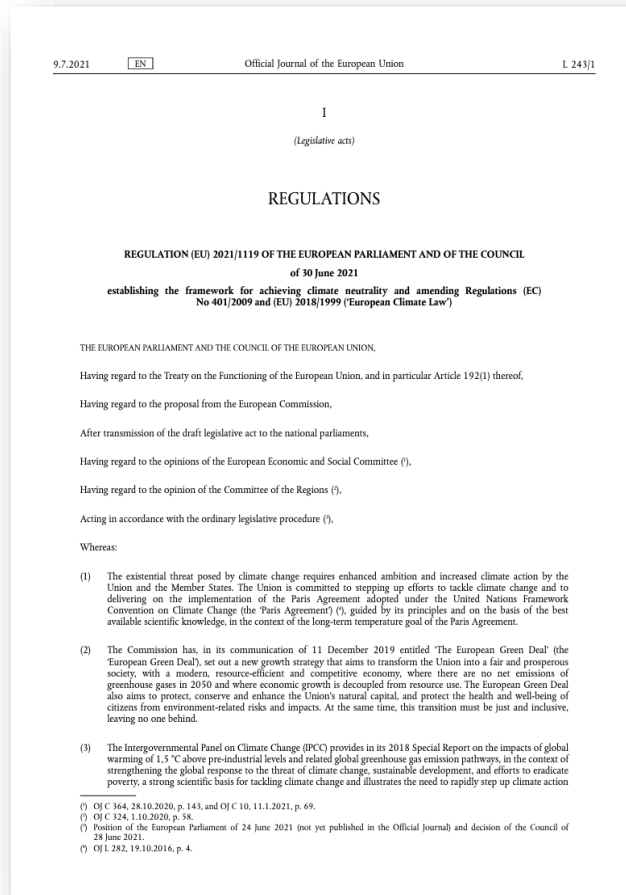 9.7.2021 EN Official Journal of the European Union L 243/1
I
(Legislative acts)
REGULATIONS
REGULATION (EU) 2021/1119 OF THE EUROPEAN PARLIAMENT AND OF THE COUNCIL
of 30 June 2021
establishing the framework for achieving climate neutrality and amending Regulations (EC)
No 401/2009 and (EU) 2018/1999 (‘European Climate Law’)
THE EUROPEAN PARLIAMENT AND THE COUNCIL OF THE EUROPEAN UNION,
Having regard to the Treaty on the Functioning of the European Union, and in particular Article 192(1) thereof,
Having regard to the proposal from the European Commission,
After transmission of the draft legislative act to the national parliaments,
Having regard to the opinions of the European Economic and Social Committee (¹),
Having regard to the opinion of the Committee of the Regions (²),
Acting in accordance with the ordinary legislative procedure (³),
Whereas:
(1) The existential threat posed by climate change requires enhanced ambition and increased climate action by the
Union and the Member States. The Union is committed to stepping up efforts to tackle climate change and to
delivering on the implementation of the Paris Agreement adopted under the United Nations Framework
Convention on Climate Change (the ‘Paris Agreement’) (⁴), guided by its principles and on the basis of the best
available scientific knowledge, in the context of the long-term temperature goal of the Paris Agreement.
(2) The Commission has, in its communication of 11 December 2019 entitled ‘The European Green Deal’ (the
‘European Green Deal’), set out a new growth strategy that aims to transform the Union into a fair and prosperous
society, with a modern, resource-efficient and competitive economy, where there are no net emissions of
greenhouse gases in 2050 and where economic growth is decoupled from resource use. The European Green Deal
also aims to protect, conserve and enhance the Union’s natural capital, and protect the health and well-being of
citizens from environment-related risks and impacts. At the same time, this transition must be just and inclusive,
leaving no one behind.
(3) The Intergovernmental Panel on Climate Change (IPCC) provides in its 2018 Special Report on the impacts of global
warming of 1,5 °C above pre-industrial levels and related global greenhouse gas emission pathways, in the context of
strengthening the global response to the threat of climate change, sustainable development, and efforts to eradicate
poverty, a strong scientific basis for tackling climate change and illustrates the need to rapidly step up climate action
(¹) OJ C 364, 28.10.2020, p. 143, and OJ C 10, 11.1.2021, p. 69.
(²) OJ C 324, 1.10.2020, p. 58.
(³) Position of the European Parliament of 24 June 2021 (not yet published in the Official Journal) and decision of the Council of
28 June 2021.
(⁴) OJ L 282, 19.10.2016, p. 4.